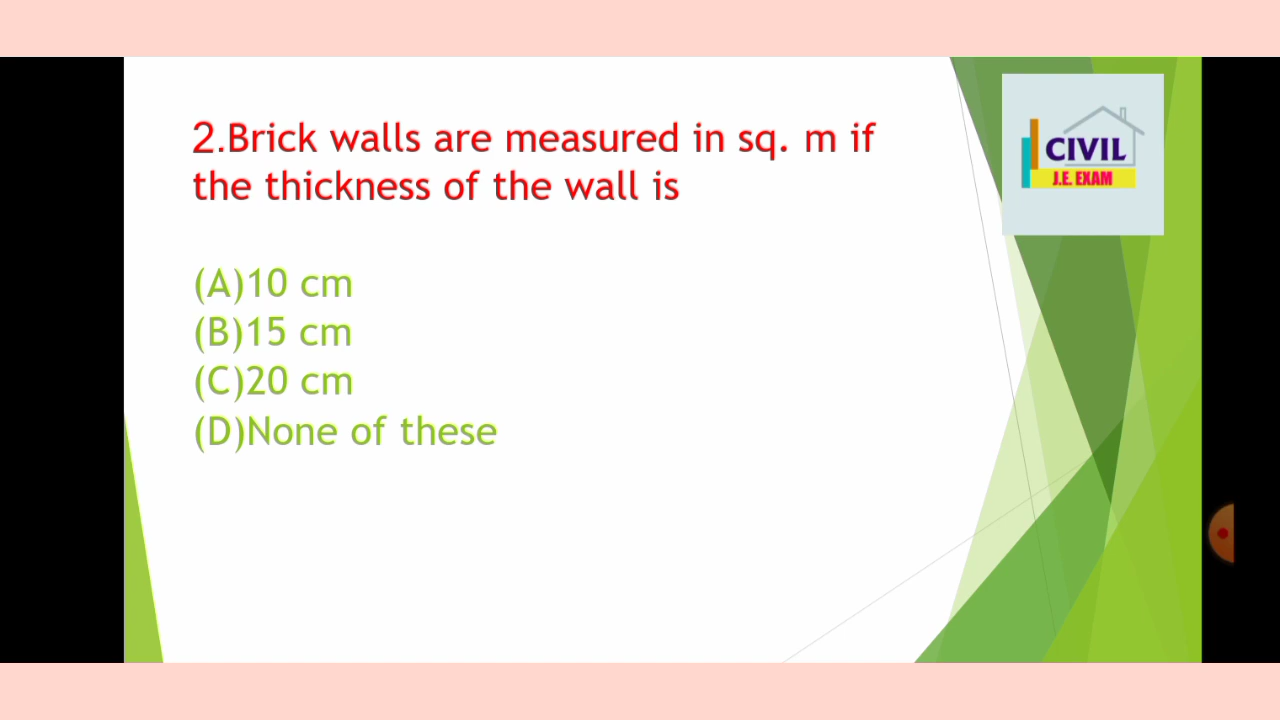 2.Brick walls are measured in sq. m if
the thickness of the wall is
(A)10 cm
(B)15 cm
(C)20 cm
(D)None of these
CIVIL
J.E. EXAM